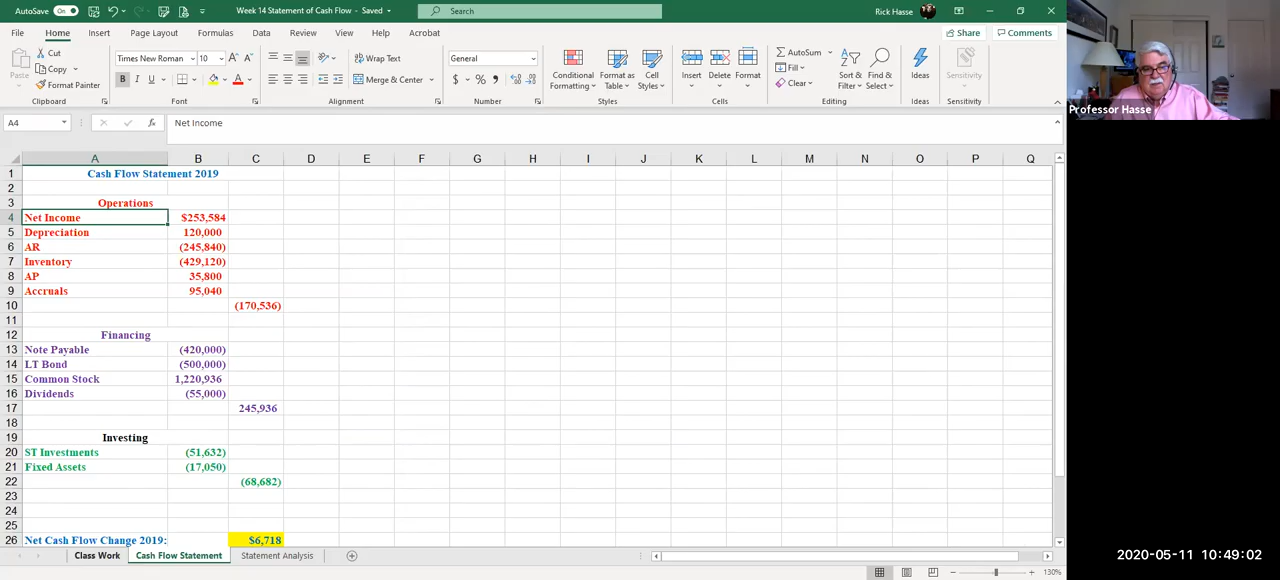 AutoSave On Week 14 Statement of Cash Flow - Saved Search Rick Hasse
File Home Insert Page Layout Formulas Data Review View Help Acrobat Share Comments
Paste Cut Copy Format Painter Clipboard
Times New Roman 10 B I U A Font
Wrap Text Merge & Center Alignment
General $ % Number
Conditional Formatting Format as Table Cell Styles Styles
Insert Delete Format Cells
AutoSum Fill Clear Sort & Filter Find & Select Editing
Ideas Ideas
Sensitivity Sensitivity
Professor Hasse
A4 fx Net Income
A B C D E F G H I J K L M N O P Q
1 Cash Flow Statement 2019
2
3 Operations
4 Net Income $253,584
5 Depreciation 120,000
6 AR (245,840)
7 Inventory (429,120)
8 AP 35,800
9 Accruals 95,040
10 (170,536)
11
12 Financing
13 Note Payable (420,000)
14 LT Bond (500,000)
15 Common Stock 1,220,936
16 Dividends (55,000)
17 245,936
18
19 Investing
20 ST Investments (51,632)
21 Fixed Assets (17,050)
22 (68,682)
23
24
25
26 Net Cash Flow Change 2019: $6,718
Class Work Cash Flow Statement Statement Analysis
2020-05-11 10:49:02
130%